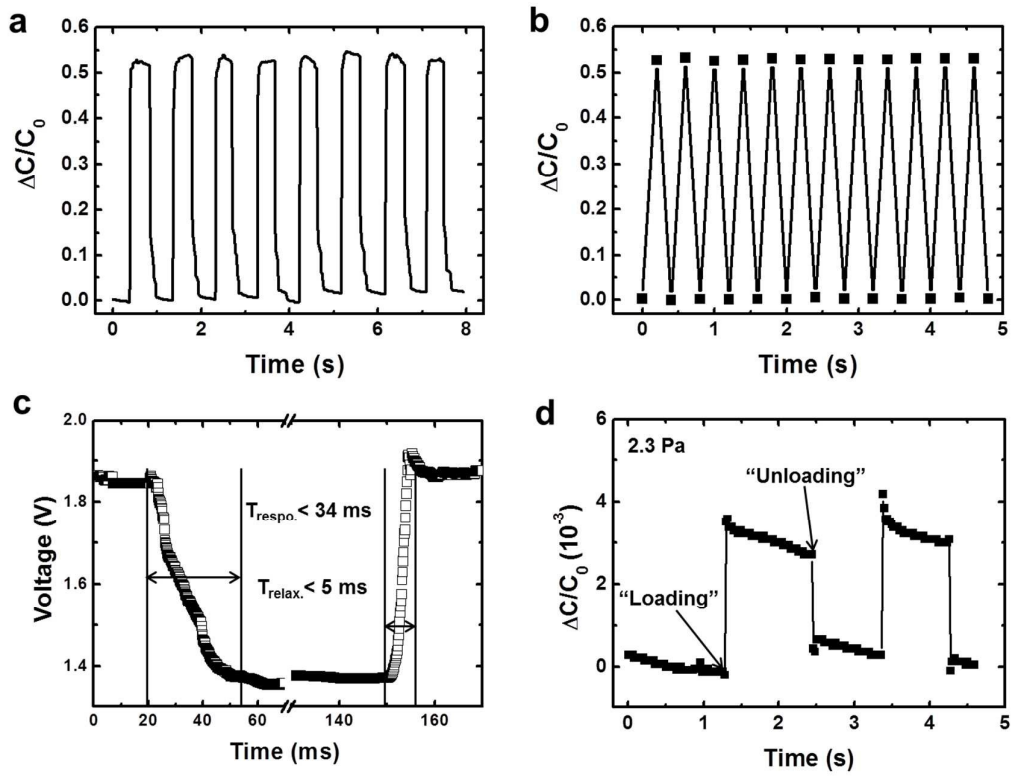 a
0.6
0.5
0.4
0.3
0.2
0.1
0.0
ΔC/C0
0 2 4 6 8
Time (s)
b
0.6
0.5
0.4
0.3
0.2
0.1
0.0
ΔC/C0
0 1 2 3 4 5
Time (s)
c
2.0
1.8
1.6
1.4
Voltage (V)
Trespo.< 34 ms
Trelax.< 5 ms
0 20 40 60 140 160
Time (ms)
d
2.3 Pa
6
4
2
0
ΔC/C0 (10-3)
“Unloading”
“Loading”
0 1 2 3 4 5
Time (s)